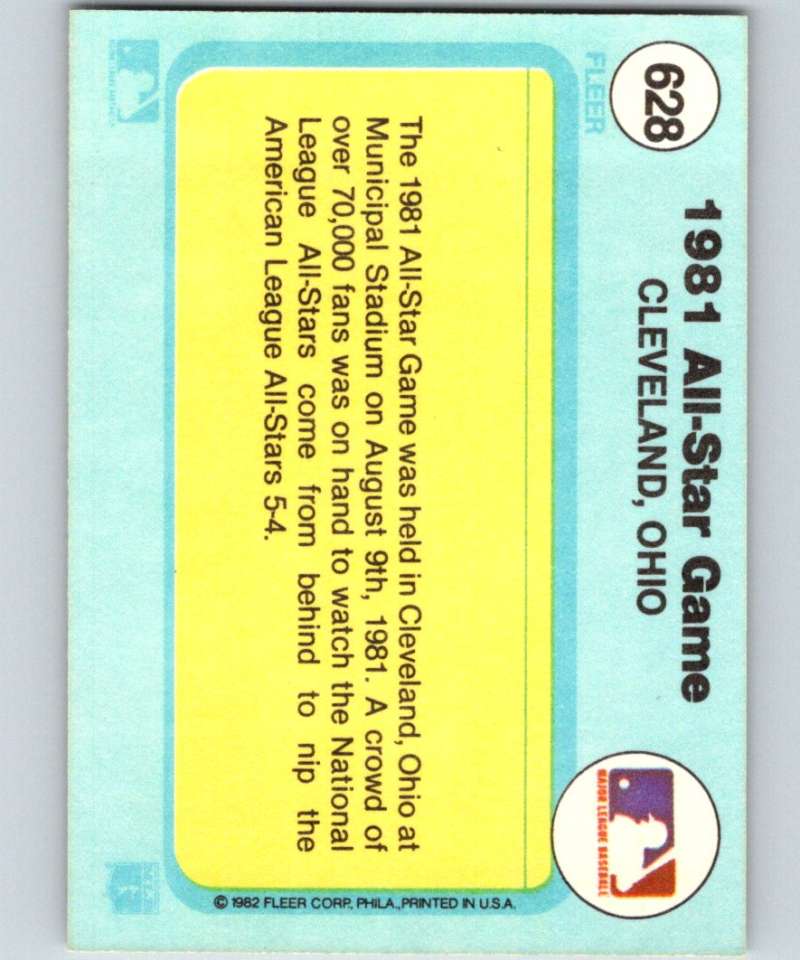 628
1981 All-Star Game
CLEVELAND, OHIO
MAJOR LEAGUE BASEBALL
FLEER
The 1981 All-Star Game was held in Cleveland, Ohio at
Municipal Stadium on August 9th, 1981. A crowd of
over 70,000 fans was on hand to watch the National
League All-Stars come from behind to nip the
American League All-Stars 5-4.
© 1982 FLEER CORP., PHILA., PRINTED IN U.S.A.